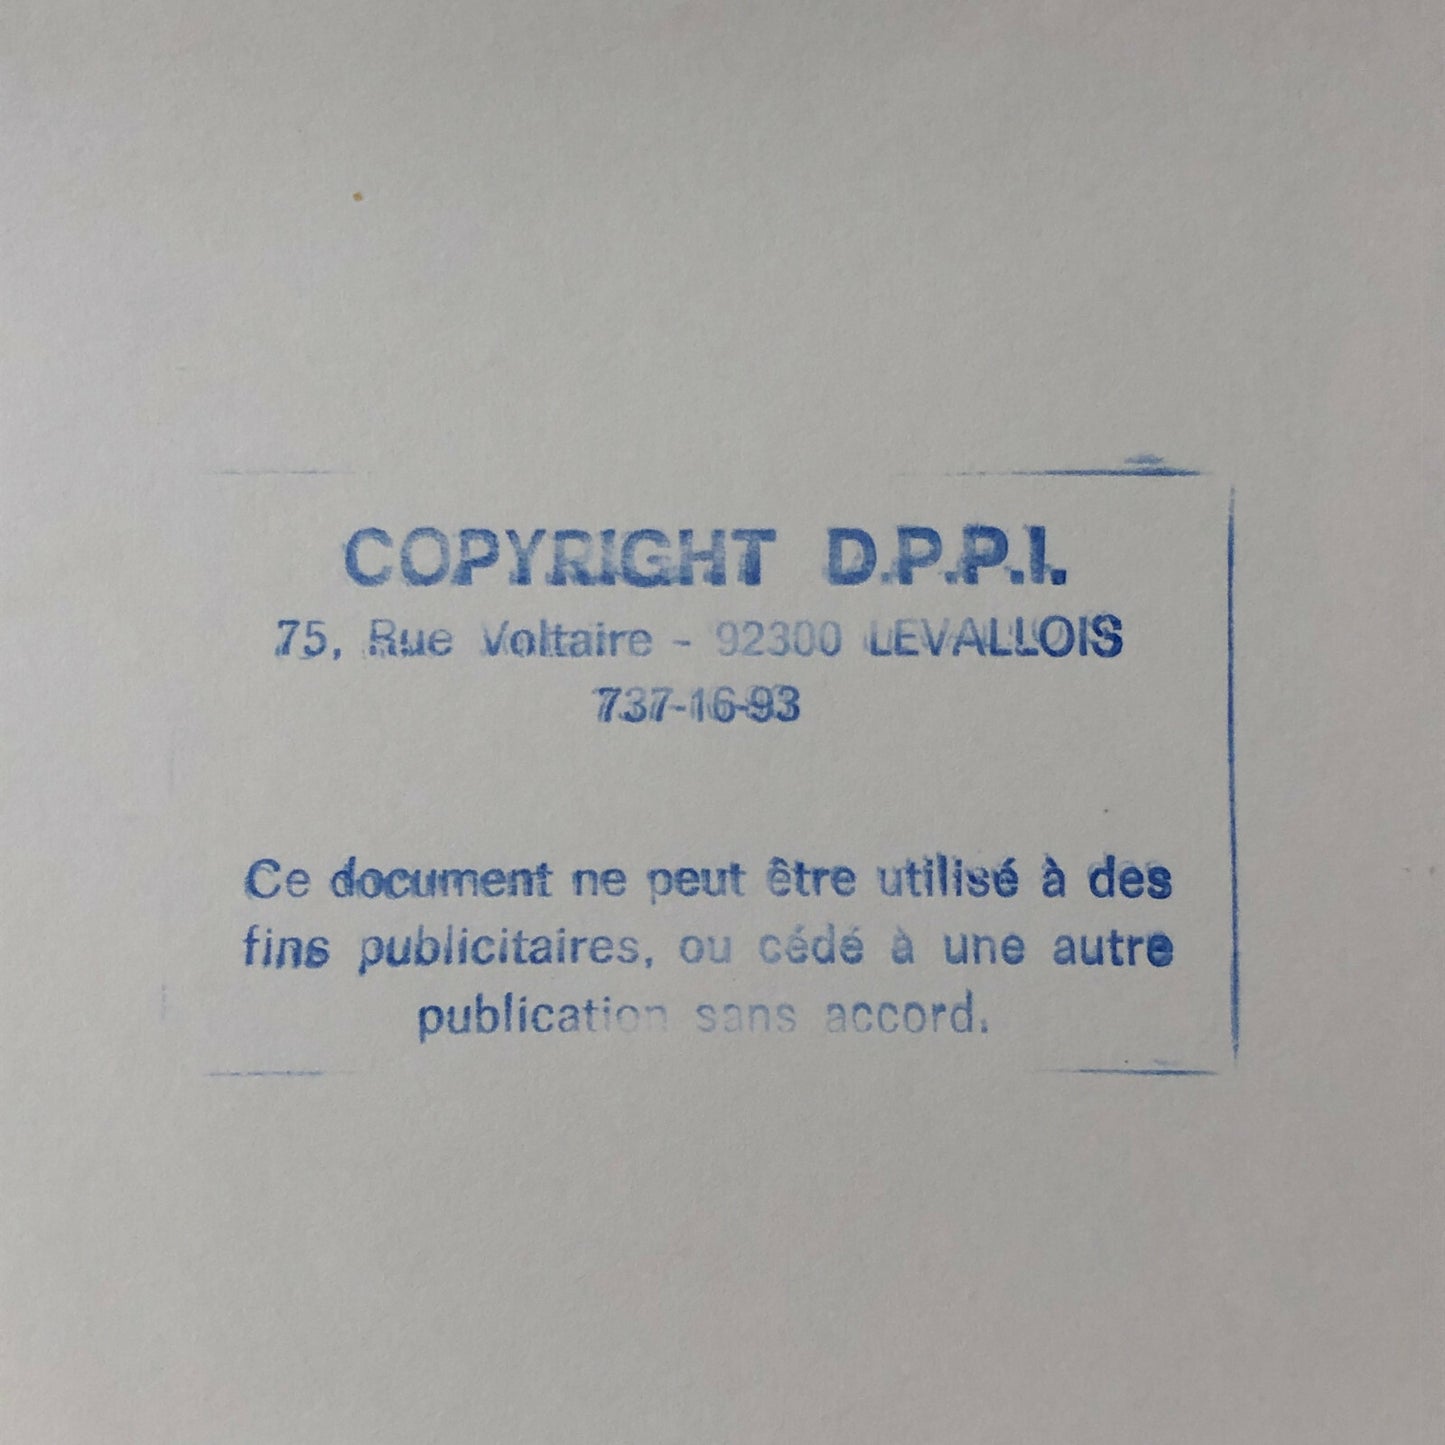 COPYRIGHT D.P.P.I.
75, Rue Voltaire - 92300 LEVALLOIS
737-16-93
Ce document ne peut être utilisé à des
fins publicitaires, ou cédé à une autre
publication sans accord.